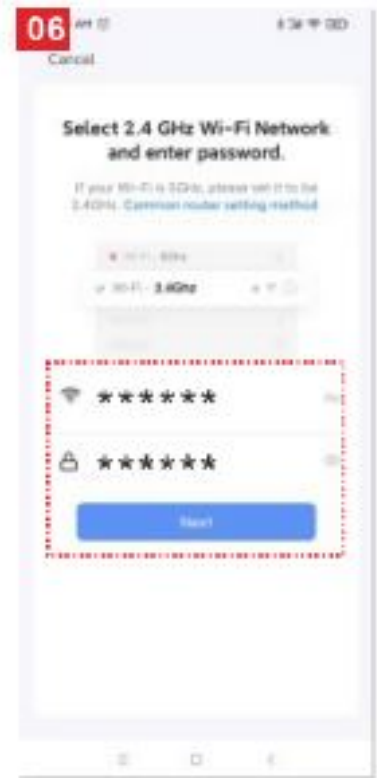 06
Cancel
Select 2.4 GHz Wi-Fi Network
and enter password.
If your Wi-Fi is 5GHz, please set it to be
2.4GHz. Common router setting method
Wi-Fi - 5Ghz
Wi-Fi - 2.4Ghz
******
******
Next